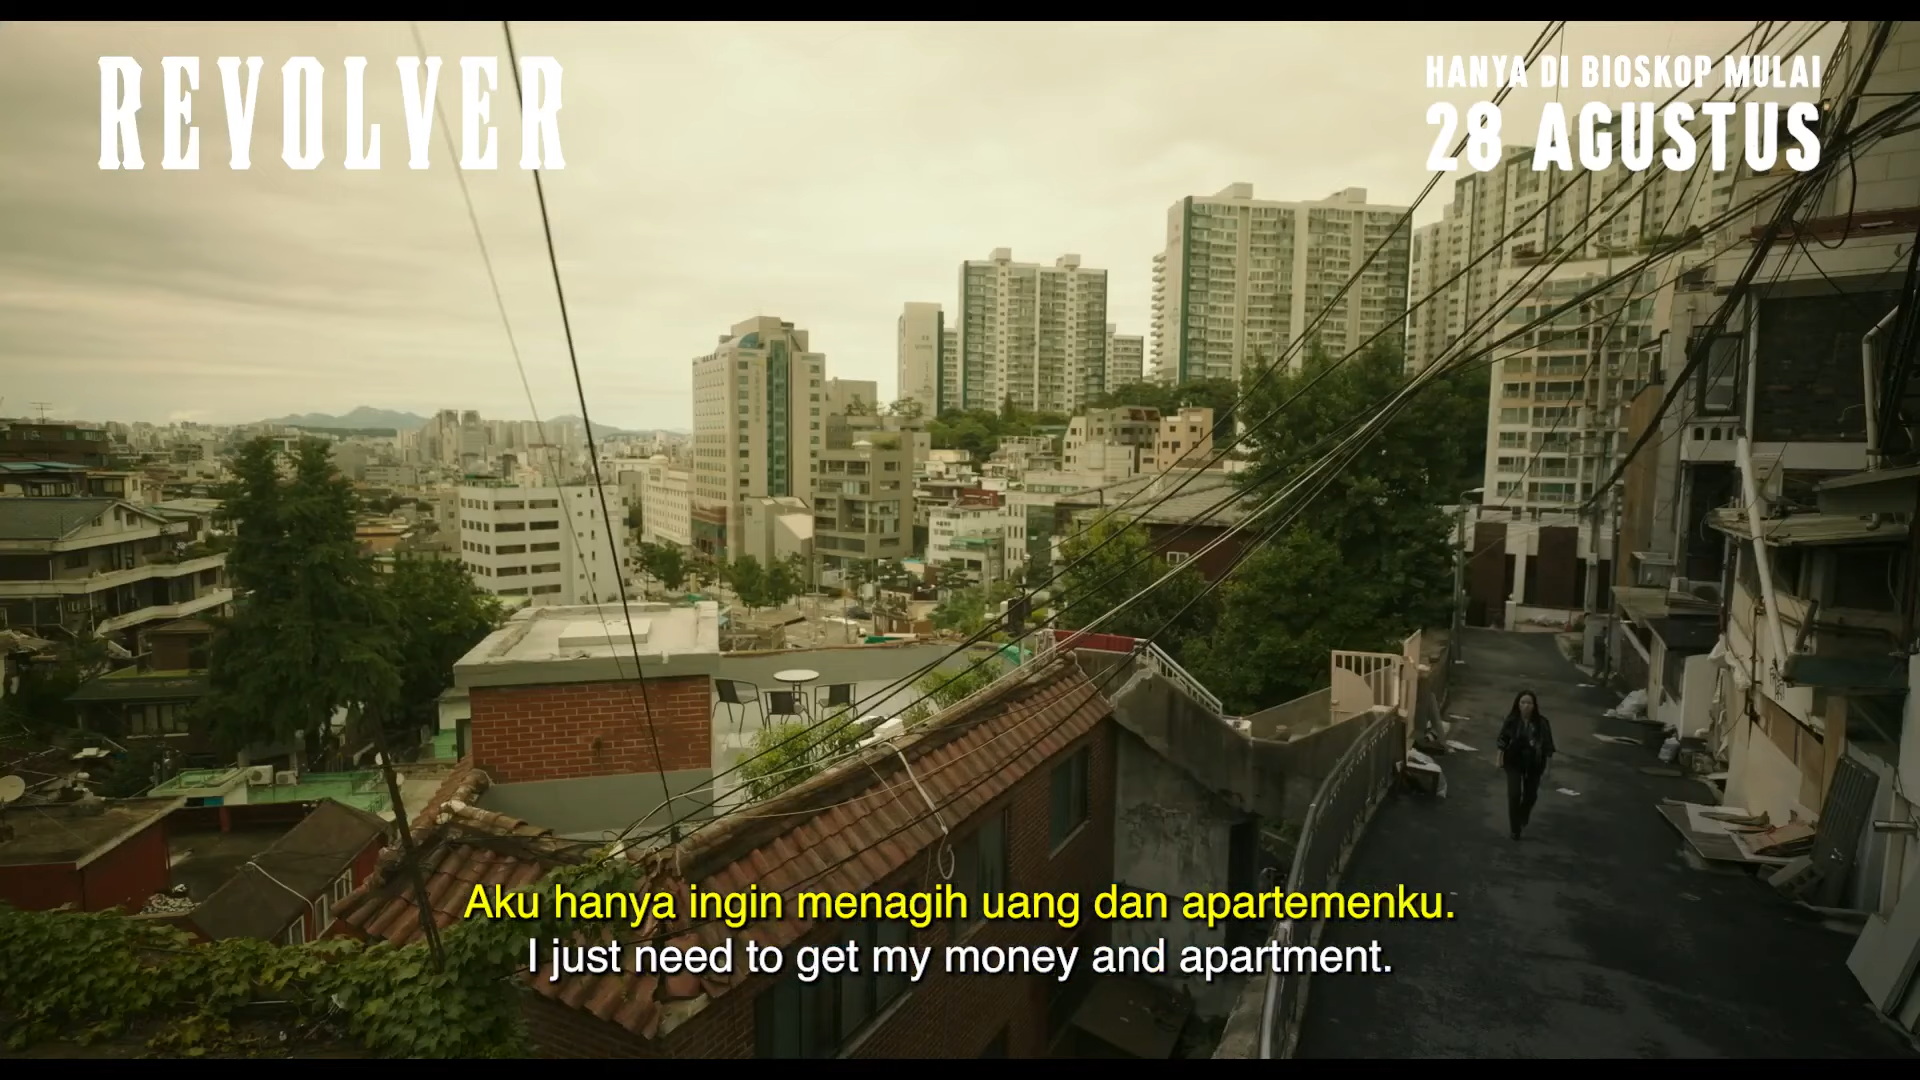 REVOLVER
HANYA DI BIOSKOP MULAI
28 AGUSTUS
Aku hanya ingin menagih uang dan apartemenku.
I just need to get my money and apartment.